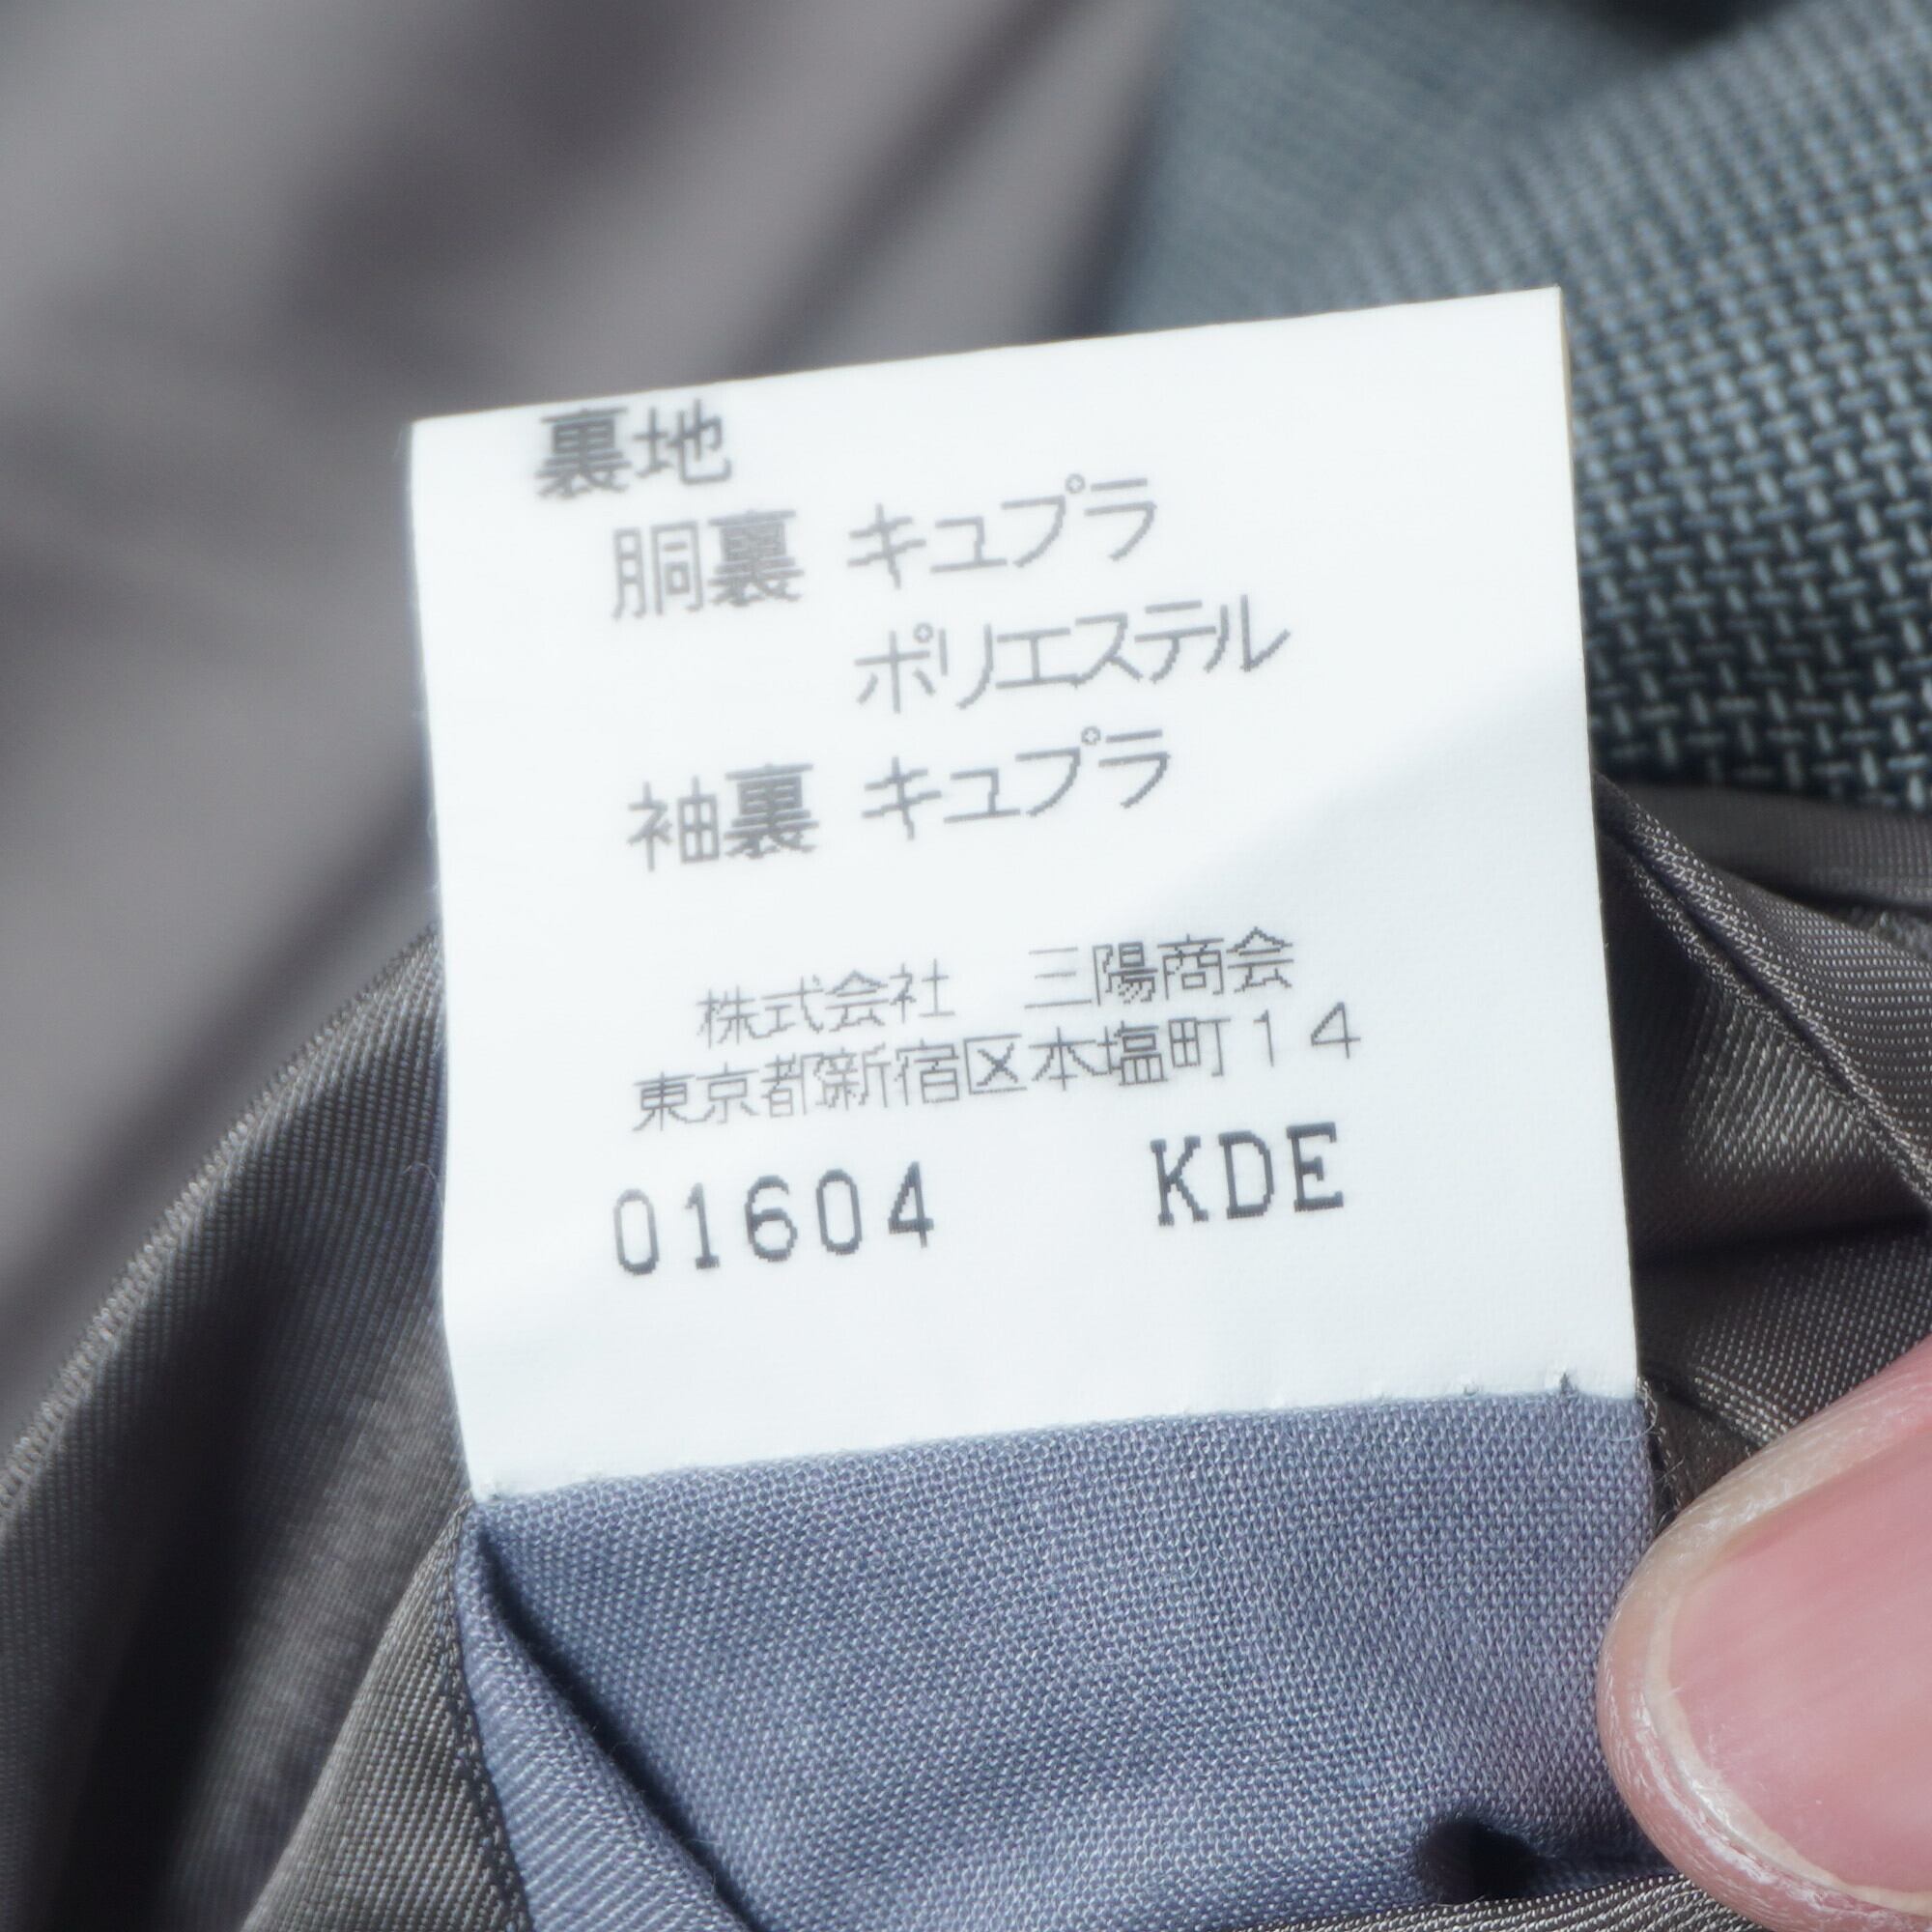 裏地
胴裏 キュプラ
ポリエステル
袖裏 キュプラ
株式会社 三陽商会
東京都新宿区本塩町14
01604 KDE